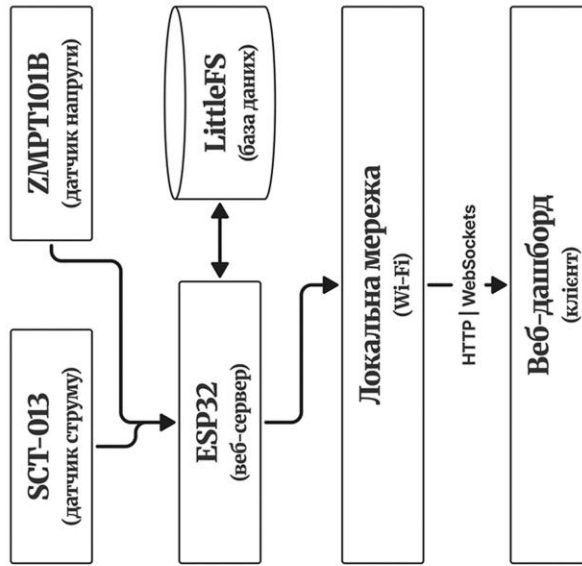 SCT-013
(датчик струму)
ZMPT101B
(датчик напруги)
ESP32
(веб-сервер)
LittleFS
(база даних)
Локальна мережа
(Wi-Fi)
HTTP | WebSockets
Веб-дашборд
(клієнт)